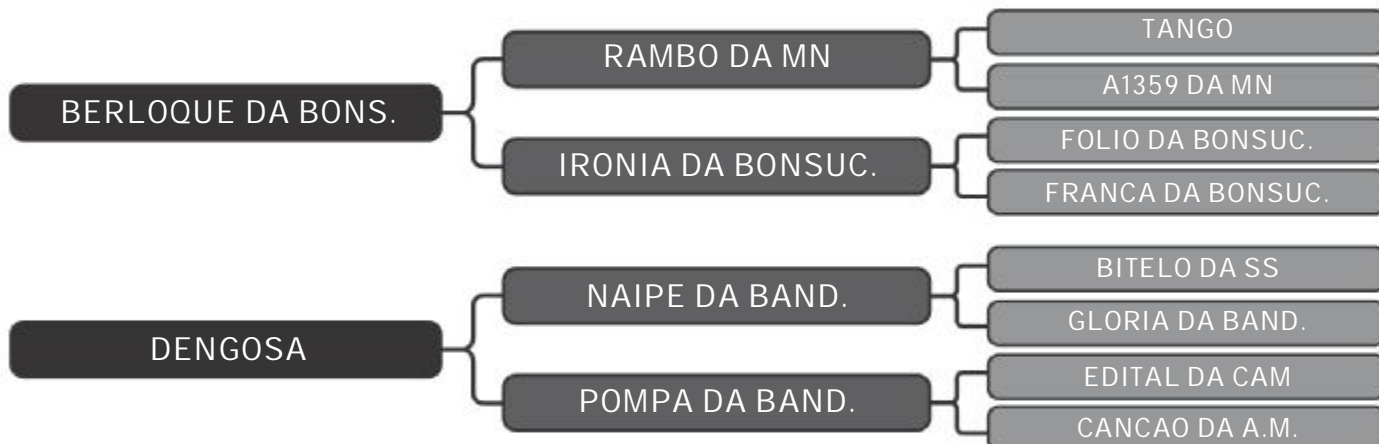 TANGO
RAMBO DA MN
A1359 DA MN
BERLOQUE DA BONS.
FOLIO DA BONSUC.
IRONIA DA BONSUC.
FRANCA DA BONSUC.
BITELO DA SS
NAIPE DA BAND.
GLORIA DA BAND.
DENGOSA
EDITAL DA CAM
POMPA DA BAND.
CANCAO DA A.M.